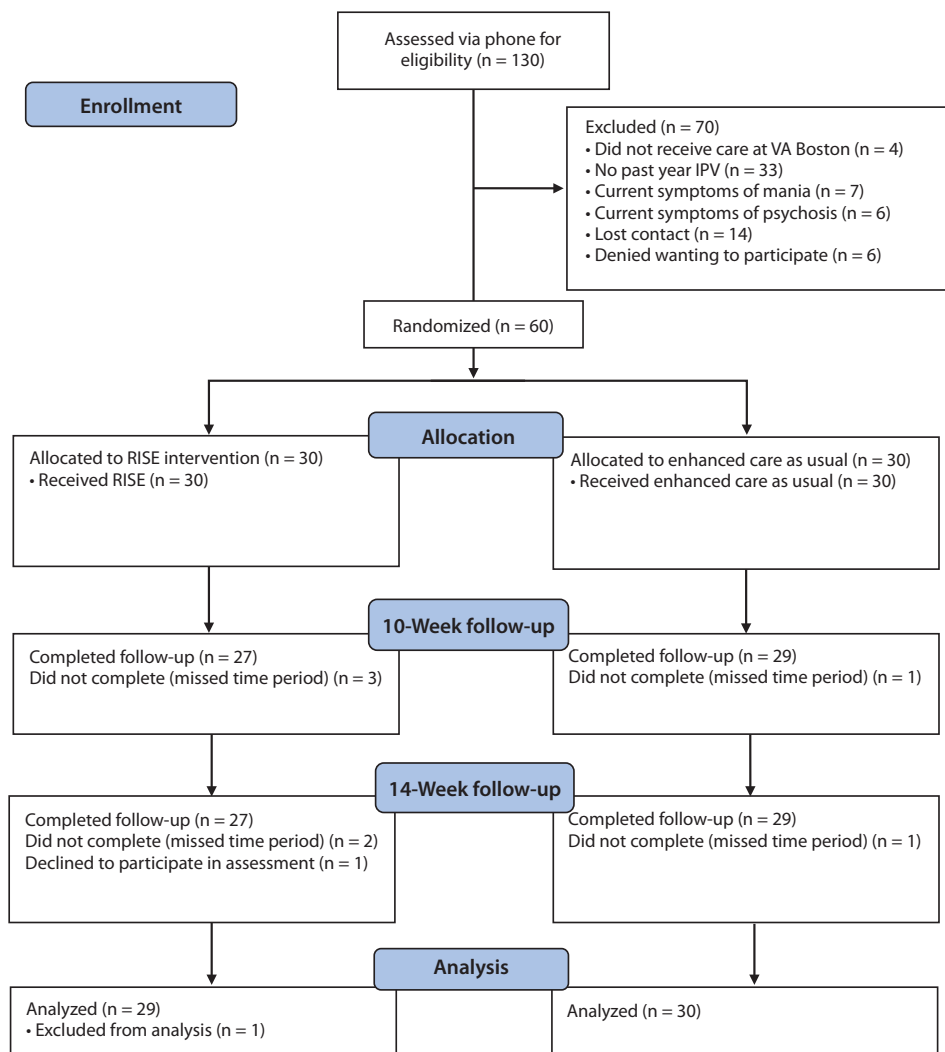 Assessed via phone for
eligibility (n = 130)
Enrollment
Excluded (n = 70)
• Did not receive care at VA Boston (n = 4)
• No past year IPV (n = 33)
• Current symptoms of mania (n = 7)
• Current symptoms of psychosis (n = 6)
• Lost contact (n = 14)
• Denied wanting to participate (n = 6)
Randomized (n = 60)
Allocation
Allocated to RISE intervention (n = 30)
• Received RISE (n = 30)
Allocated to enhanced care as usual (n = 30)
• Received enhanced care as usual (n = 30)
10-Week follow-up
Completed follow-up (n = 27)
Did not complete (missed time period) (n = 3)
Completed follow-up (n = 29)
Did not complete (missed time period) (n = 1)
14-Week follow-up
Completed follow-up (n = 27)
Did not complete (missed time period) (n = 2)
Declined to participate in assessment (n = 1)
Completed follow-up (n = 29)
Did not complete (missed time period) (n = 1)
Analysis
Analyzed (n = 29)
• Excluded from analysis (n = 1)
Analyzed (n = 30)